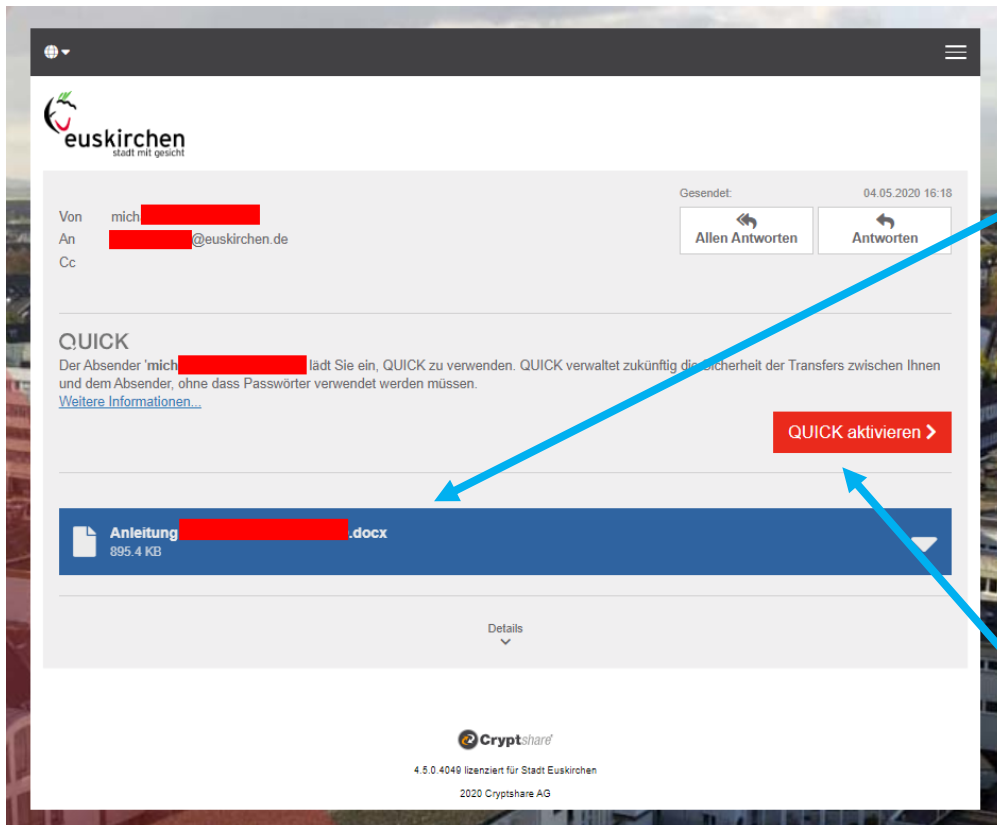 euskirchen
stadt mit gesicht
Gesendet: 04.05.2020 16:18
Von mich
An @euskirchen.de
Cc
Allen Antworten
Antworten
QUICK
Der Absender 'mich lädt Sie ein, QUICK zu verwenden. QUICK verwaltet zukünftig die Sicherheit der Transfers zwischen Ihnen
und dem Absender, ohne dass Passwörter verwendet werden müssen.
Weitere Informationen...
QUICK aktivieren
Anleitung .docx
895.4 KB
Details
Cryptshare
4.5.0.4049 lizenziert für Stadt Euskirchen
2020 Cryptshare AG